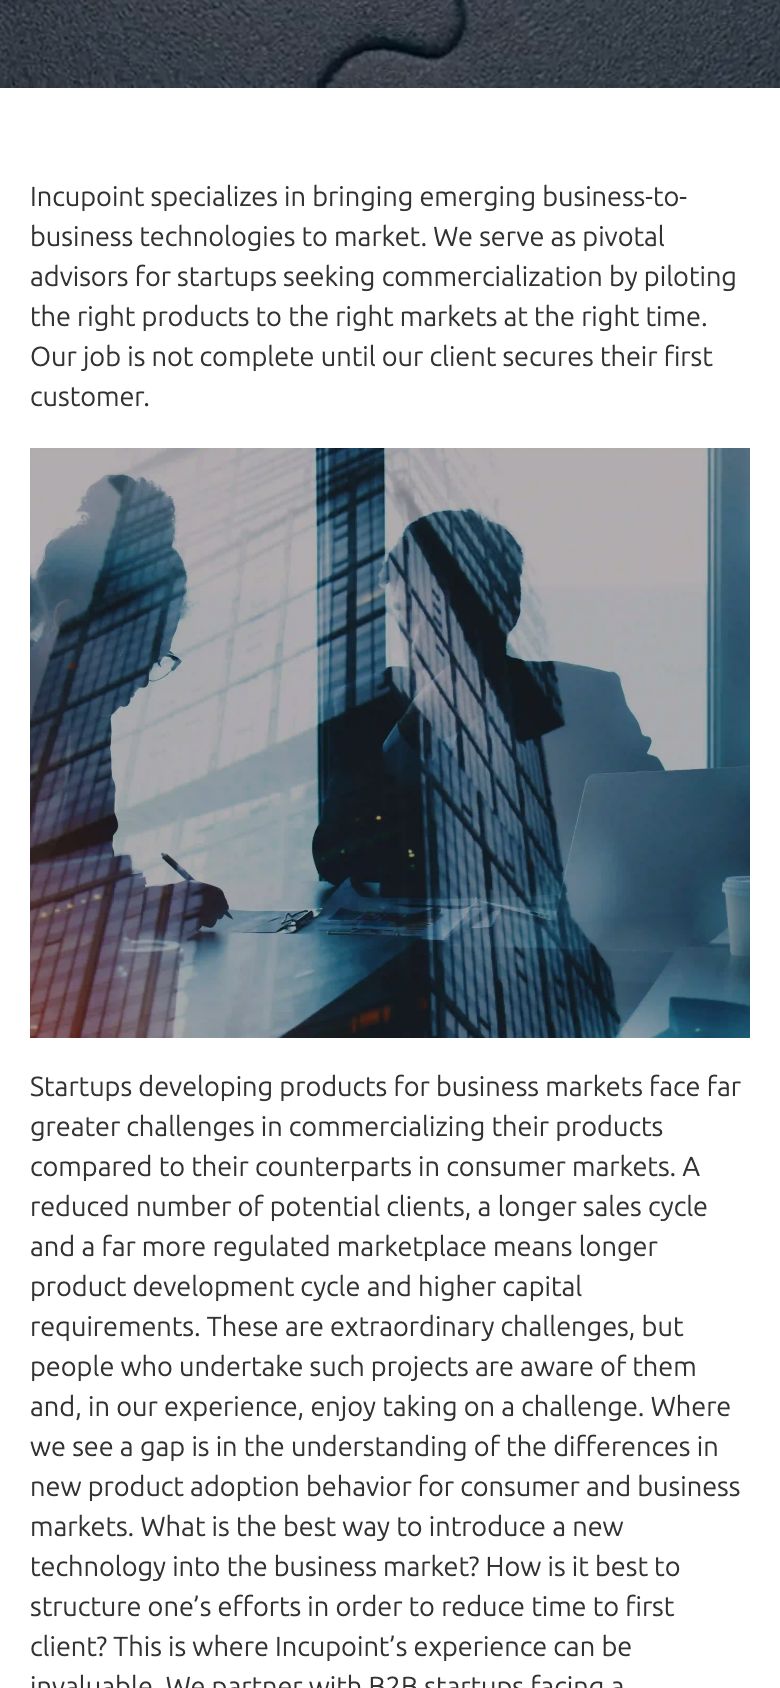 Incupoint specializes in bringing emerging business-to-
business technologies to market. We serve as pivotal
advisors for startups seeking commercialization by piloting
the right products to the right markets at the right time.
Our job is not complete until our client secures their first
customer.
Startups developing products for business markets face far
greater challenges in commercializing their products
compared to their counterparts in consumer markets. A
reduced number of potential clients, a longer sales cycle
and a far more regulated marketplace means longer
product development cycle and higher capital
requirements. These are extraordinary challenges, but
people who undertake such projects are aware of them
and, in our experience, enjoy taking on a challenge. Where
we see a gap is in the understanding of the differences in
new product adoption behavior for consumer and business
markets. What is the best way to introduce a new
technology into the business market? How is it best to
structure one’s efforts in order to reduce time to first
client? This is where Incupoint’s experience can be
invaluable. We partner with B2B startups facing a